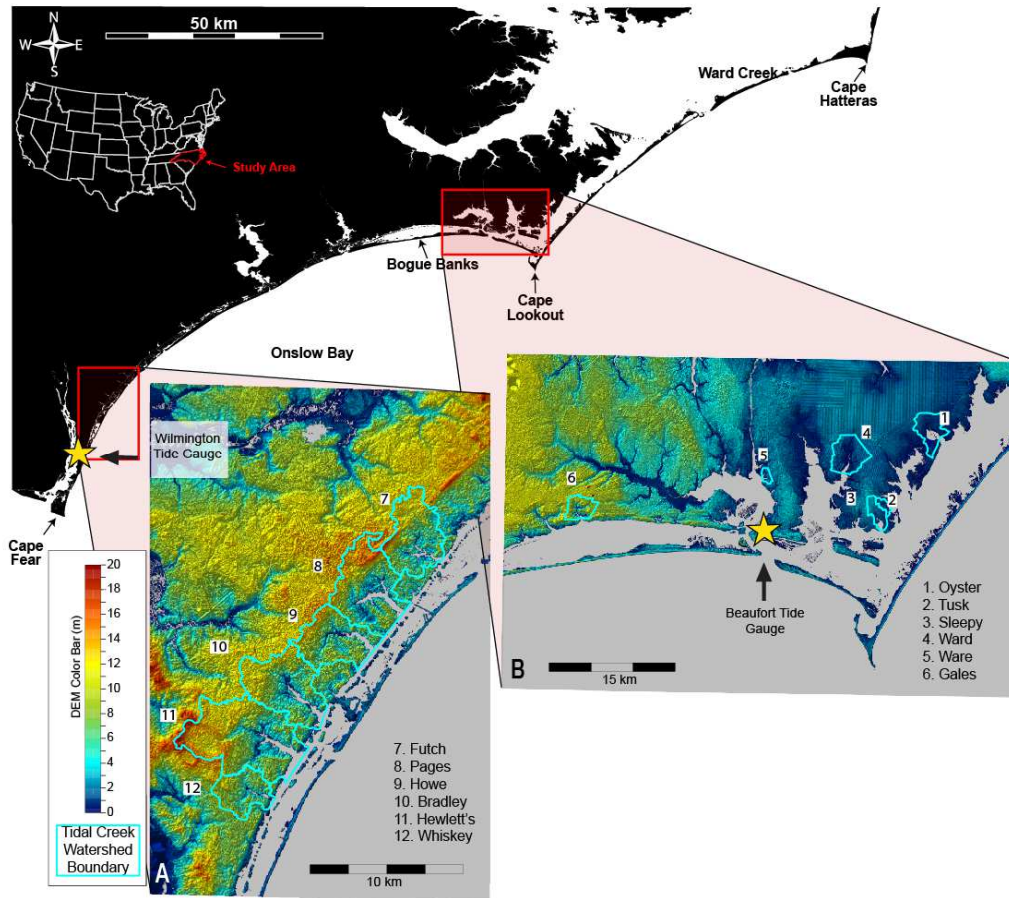 50 km
N
W
E
S
Study Area
Ward Creek
Cape
Hatteras
Bogue Banks
Cape
Lookout
Onslow Bay
Wilmington
Tide Gauge
Cape
Fear
20
18
16
14
12
10
8
6
4
2
0
DEM Color Bar (m)
Tidal Creek
Watershed
Boundary
7
8
9
10
11
12
7. Futch
8. Pages
9. Howe
10. Bradley
11. Hewlett's
12. Whiskey
A
10 km
1
4
5
6
3
2
Beaufort Tide
Gauge
1. Oyster
2. Tusk
3. Sleepy
4. Ward
5. Ware
6. Gales
B
15 km